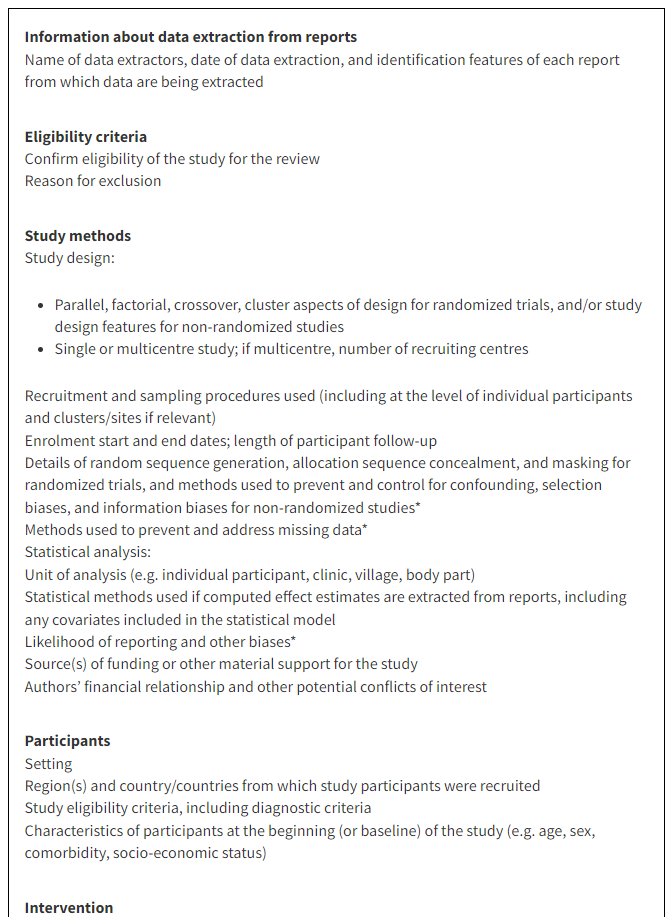 Information about data extraction from reports
Name of data extractors, date of data extraction, and identification features of each report
from which data are being extracted
Eligibility criteria
Confirm eligibility of the study for the review
Reason for exclusion
Study methods
Study design:
• Parallel, factorial, crossover, cluster aspects of design for randomized trials, and/or study
design features for non-randomized studies
• Single or multicentre study; if multicentre, number of recruiting centres
Recruitment and sampling procedures used (including at the level of individual participants
and clusters/sites if relevant)
Enrolment start and end dates; length of participant follow-up
Details of random sequence generation, allocation sequence concealment, and masking for
randomized trials, and methods used to prevent and control for confounding, selection
biases, and information biases for non-randomized studies*
Methods used to prevent and address missing data*
Statistical analysis:
Unit of analysis (e.g. individual participant, clinic, village, body part)
Statistical methods used if computed effect estimates are extracted from reports, including
any covariates included in the statistical model
Likelihood of reporting and other biases*
Source(s) of funding or other material support for the study
Authors’ financial relationship and other potential conflicts of interest
Participants
Setting
Region(s) and country/countries from which study participants were recruited
Study eligibility criteria, including diagnostic criteria
Characteristics of participants at the beginning (or baseline) of the study (e.g. age, sex,
comorbidity, socio-economic status)
Intervention